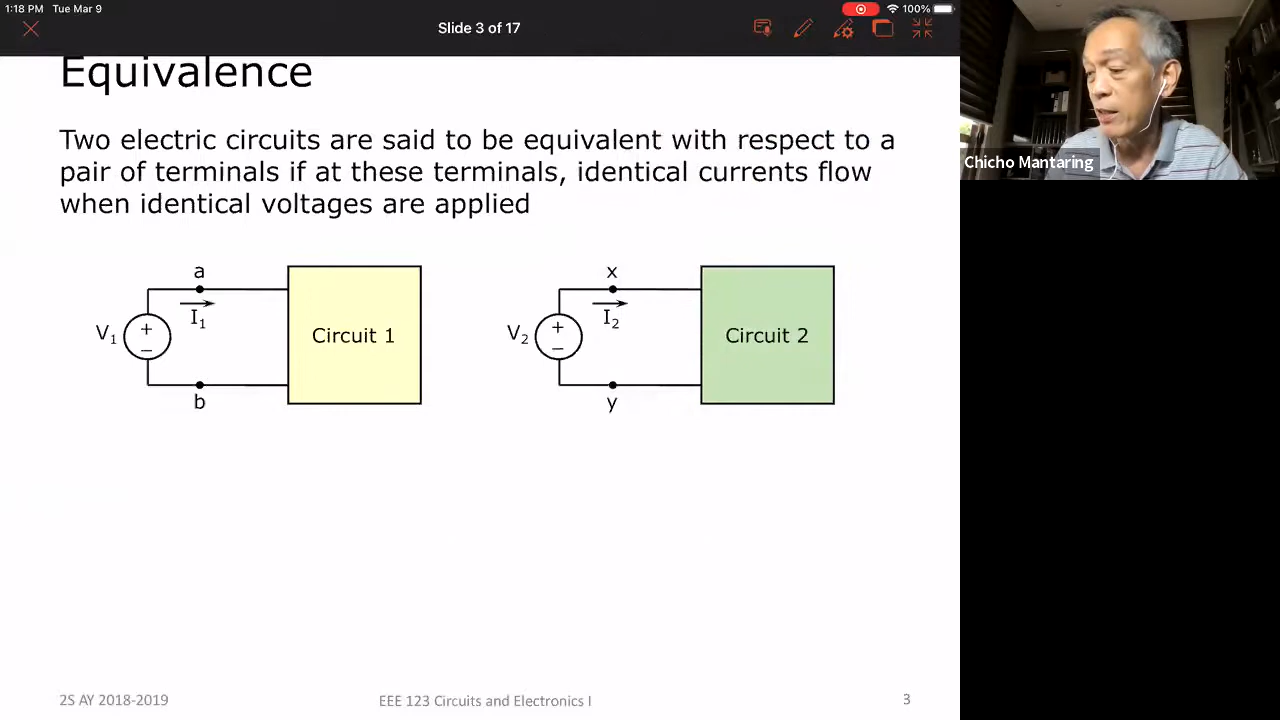 1:18 PM Tue Mar 9
100%
Slide 3 of 17
Equivalence
Two electric circuits are said to be equivalent with respect to a
pair of terminals if at these terminals, identical currents flow
when identical voltages are applied
a
I₁
V₁
+
−
b
Circuit 1
x
I₂
V₂
+
−
y
Circuit 2
Chicho Mantaring
2S AY 2018-2019
EEE 123 Circuits and Electronics I
3